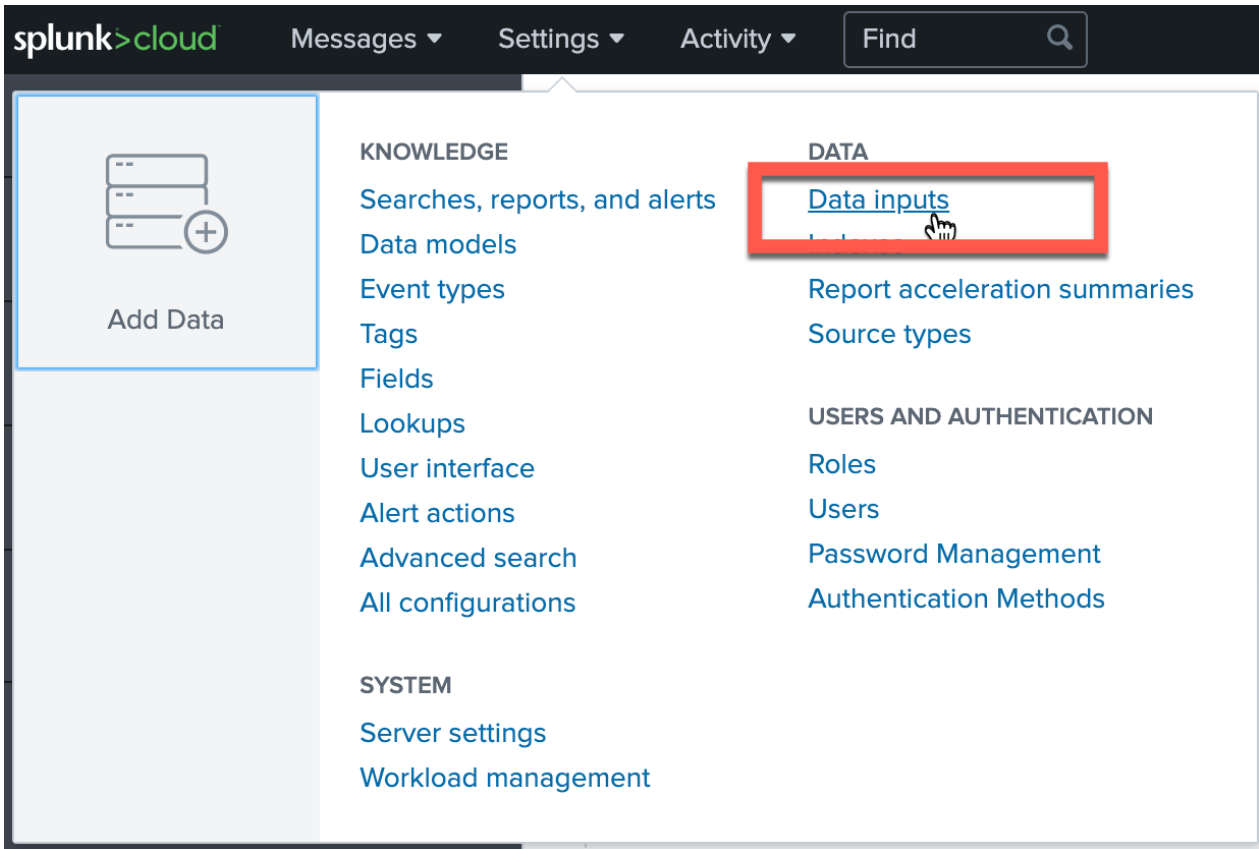 splunk>cloud Messages Settings Activity Find
Add Data
KNOWLEDGE
Searches, reports, and alerts
Data models
Event types
Tags
Fields
Lookups
User interface
Alert actions
Advanced search
All configurations
SYSTEM
Server settings
Workload management
DATA
Data inputs
Indexes
Report acceleration summaries
Source types
USERS AND AUTHENTICATION
Roles
Users
Password Management
Authentication Methods